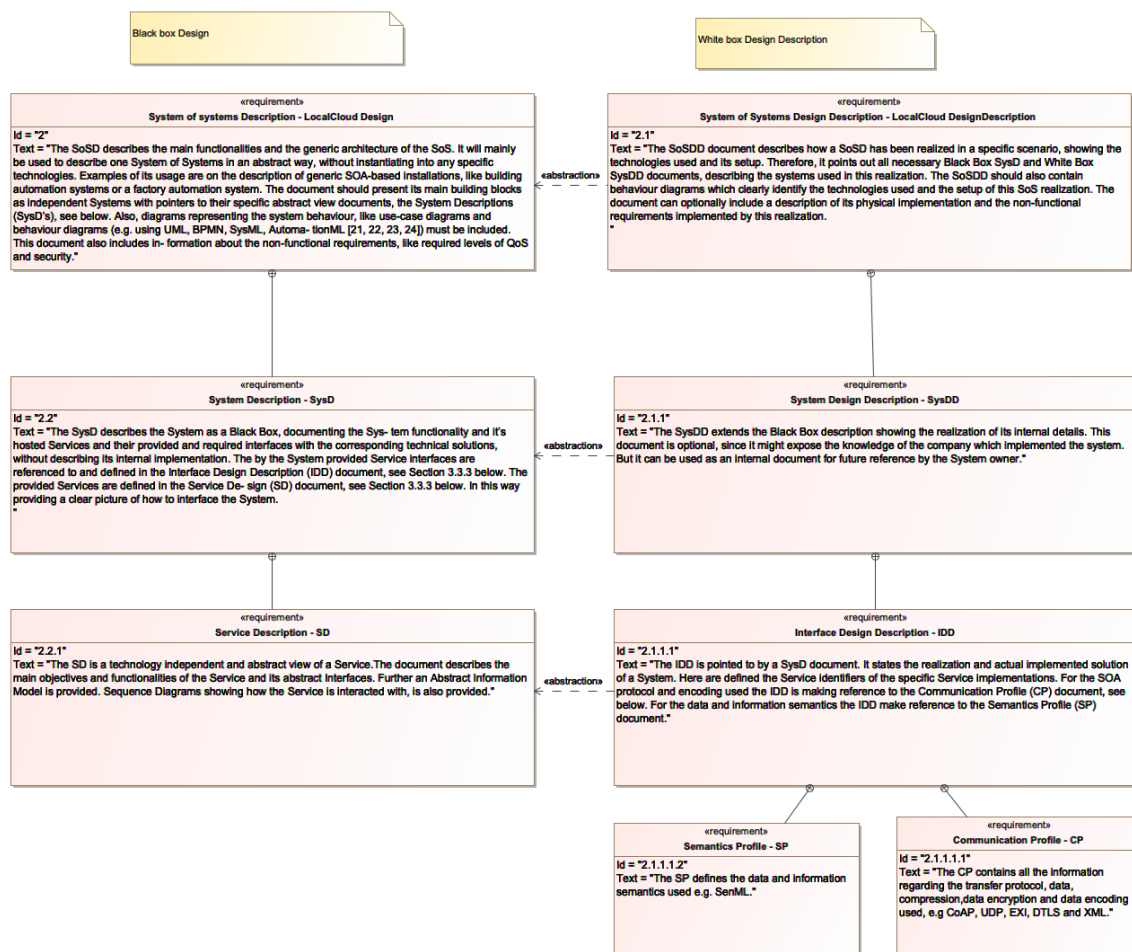 Black box Design
White box Design Description
«requirement»
System of systems Description - LocalCloud Design
Id = "2"
Text = "The SoSD describes the main functionalities and the generic architecture of the SoS. It will mainly
be used to describe one System of Systems in an abstract way, without instantiating into any specific
technologies. Examples of its usage are on the description of generic SOA-based installations, like building
automation systems or a factory automation system. The document should present its main building blocks
as independent Systems with pointers to their specific abstract view documents, the System Descriptions
(SysD's), see below. Also, diagrams representing the system behaviour, like use-case diagrams and
behaviour diagrams (e.g. using UML, BPMN, SysML, Automa- tionML [21, 22, 23, 24]) must be included.
This document also includes in- formation about the non-functional requirements, like required levels of QoS
and security."
«abstraction»
«requirement»
System of Systems Design Description - LocalCloud DesignDescription
Id = "2.1"
Text = "The SoSDD document describes how a SoSD has been realized in a specific scenario, showing the
technologies used and its setup. Therefore, it points out all necessary Black Box SysD and White Box
SysDD documents, describing the systems used in this realization. The SoSDD should also contain
behaviour diagrams which clearly identify the technologies used and the setup of this SoS realization. The
document can optionally include a description of its physical implementation and the non-functional
requirements implemented by this realization.
"
«requirement»
System Description - SysD
Id = "2.2"
Text = "The SysD describes the System as a Black Box, documenting the Sys- tem functionality and it's
hosted Services and their provided and required interfaces with the corresponding technical solutions,
without describing its internal implementation. The by the System provided Service interfaces are
referenced to and defined in the Interface Design Description (IDD) document, see Section 3.3.3 below. The
provided Services are defined in the Service De- sign (SD) document, see Section 3.3.3 below. In this way
providing a clear picture of how to interface the System.
"
«abstraction»
«requirement»
System Design Description - SysDD
Id = "2.1.1"
Text = "The SysDD extends the Black Box description showing the realization of its internal details. This
document is optional, since it might expose the knowledge of the company which implemented the system.
But it can be used as an internal document for future reference by the System owner."
«requirement»
Service Description - SD
Id = "2.2.1"
Text = "The SD is a technology independent and abstract view of a Service.The document describes the
main objectives and functionalities of the Service and its abstract Interfaces. Further an Abstract Information
Model is provided. Sequence Diagrams showing how the Service is interacted with, is also provided."
«abstraction»
«requirement»
Interface Design Description - IDD
Id = "2.1.1.1"
Text = "The IDD is pointed to by a SysD document. It states the realization and actual implemented solution
of a System. Here are defined the Service identifiers of the specific Service implementations. For the SOA
protocol and encoding used the IDD is making reference to the Communication Profile (CP) document, see
below. For the data and information semantics the IDD make reference to the Semantics Profile (SP)
document."
«requirement»
Semantics Profile - SP
Id = "2.1.1.1.2"
Text = "The SP defines the data and information
semantics used e.g. SenML."
«requirement»
Communication Profile - CP
Id = "2.1.1.1.1"
Text = "The CP contains all the information
regarding the transfer protocol, data,
compression,data encryption and data encoding
used, e.g CoAP, UDP, EXI, DTLS and XML."